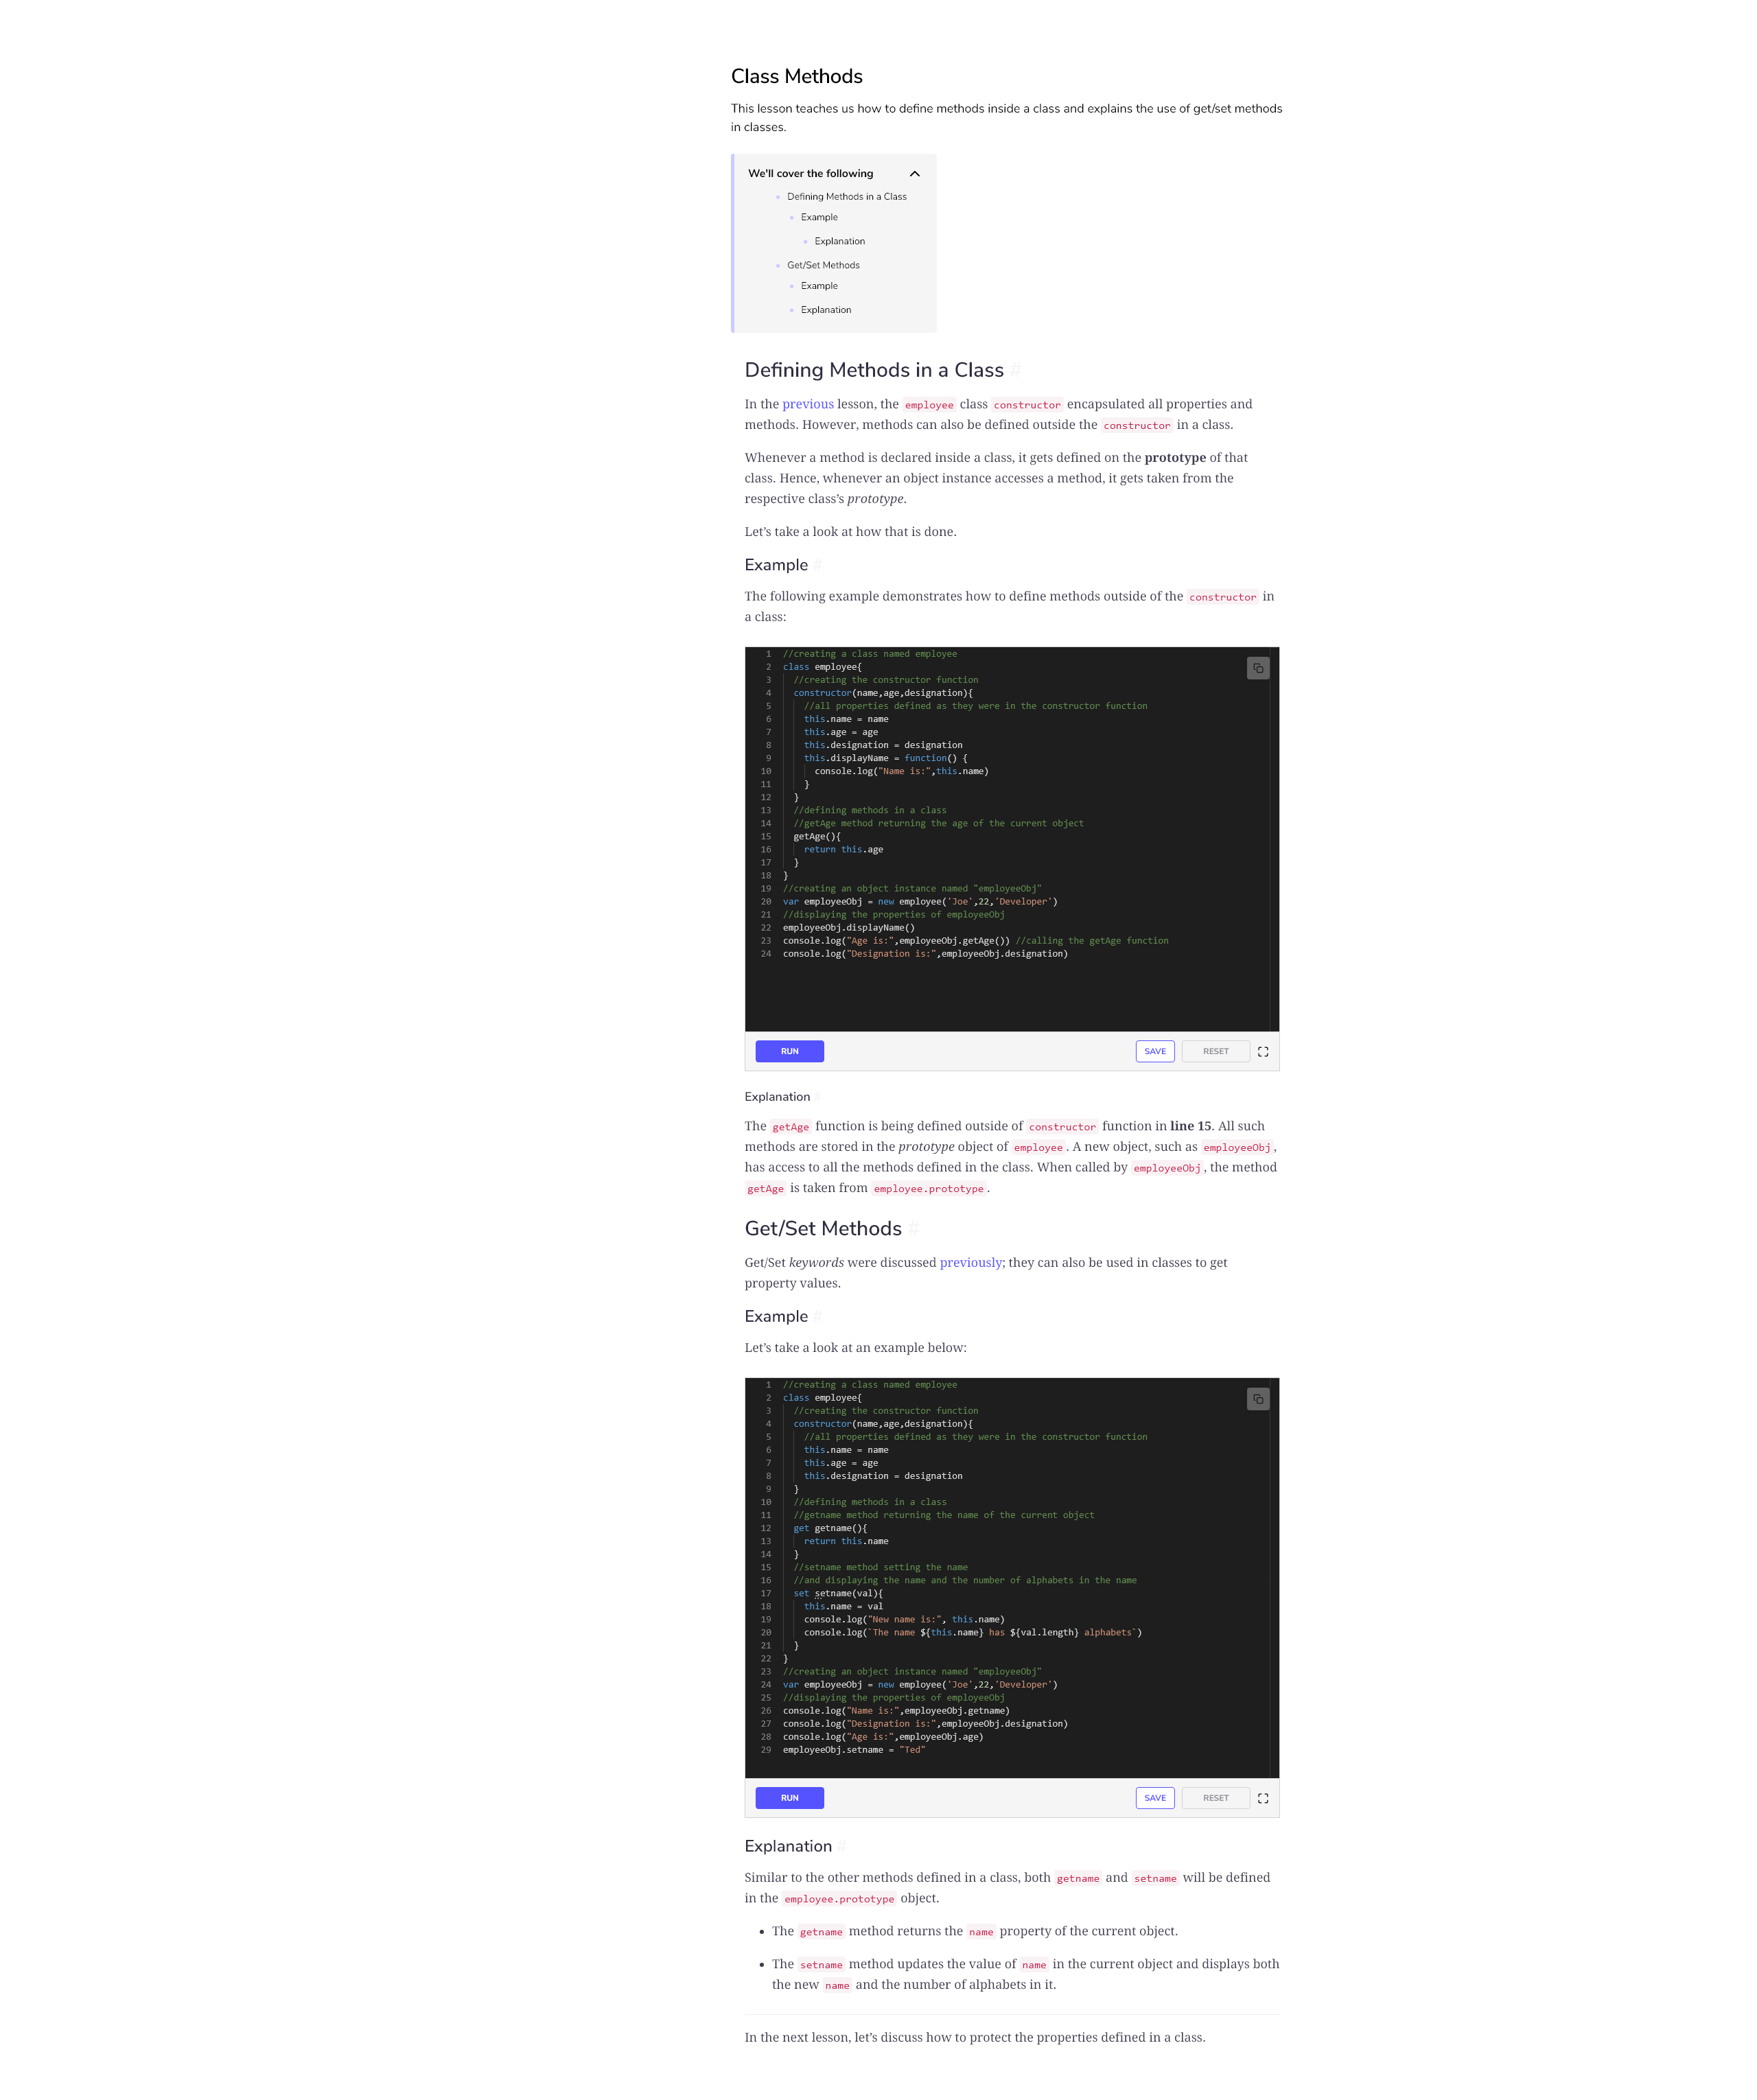 Class Methods
This lesson teaches us how to define methods inside a class and explains the use of get/set methods
in classes.
We'll cover the following
Defining Methods in a Class
Example
Explanation
Get/Set Methods
Example
Explanation
Defining Methods in a Class #
In the previous lesson, the employee class constructor encapsulated all properties and
methods. However, methods can also be defined outside the constructor in a class.
Whenever a method is declared inside a class, it gets defined on the prototype of that
class. Hence, whenever an object instance accesses a method, it gets taken from the
respective class’s prototype.
Let’s take a look at how that is done.
Example #
The following example demonstrates how to define methods outside of the constructor in
a class:
1 //creating a class named employee
2 class employee{
3 //creating the constructor function
4 constructor(name,age,designation){
5 //all properties defined as they were in the constructor function
6 this.name = name
7 this.age = age
8 this.designation = designation
9 this.displayName = function() {
10 console.log("Name is:",this.name)
11 }
12 }
13 //defining methods in a class
14 //getAge method returning the age of the current object
15 getAge(){
16 return this.age
17 }
18 }
19 //creating an object instance named "employeeObj"
20 var employeeObj = new employee('Joe',22,'Developer')
21 //displaying the properties of employeeObj
22 employeeObj.displayName()
23 console.log("Age is:",employeeObj.getAge()) //calling the getAge function
24 console.log("Designation is:",employeeObj.designation)
RUN SAVE RESET
Explanation #
The getAge function is being defined outside of constructor function in line 15. All such
methods are stored in the prototype object of employee. A new object, such as employeeObj,
has access to all the methods defined in the class. When called by employeeObj, the method
getAge is taken from employee.prototype.
Get/Set Methods #
Get/Set keywords were discussed previously; they can also be used in classes to get
property values.
Example #
Let’s take a look at an example below:
1 //creating a class named employee
2 class employee{
3 //creating the constructor function
4 constructor(name,age,designation){
5 //all properties defined as they were in the constructor function
6 this.name = name
7 this.age = age
8 this.designation = designation
9 }
10 //defining methods in a class
11 //getname method returning the name of the current object
12 get getname(){
13 return this.name
14 }
15 //setname method setting the name
16 //and displaying the name and the number of alphabets in the name
17 set setname(val){
18 this.name = val
19 console.log("New name is:", this.name)
20 console.log(`The name ${this.name} has ${val.length} alphabets`)
21 }
22 }
23 //creating an object instance named "employeeObj"
24 var employeeObj = new employee('Joe',22,'Developer')
25 //displaying the properties of employeeObj
26 console.log("Name is:",employeeObj.getname)
27 console.log("Designation is:",employeeObj.designation)
28 console.log("Age is:",employeeObj.age)
29 employeeObj.setname = "Ted"
RUN SAVE RESET
Explanation #
Similar to the other methods defined in a class, both getname and setname will be defined
in the employee.prototype object.
The getname method returns the name property of the current object.
The setname method updates the value of name in the current object and displays both
the new name and the number of alphabets in it.
In the next lesson, let’s discuss how to protect the properties defined in a class.